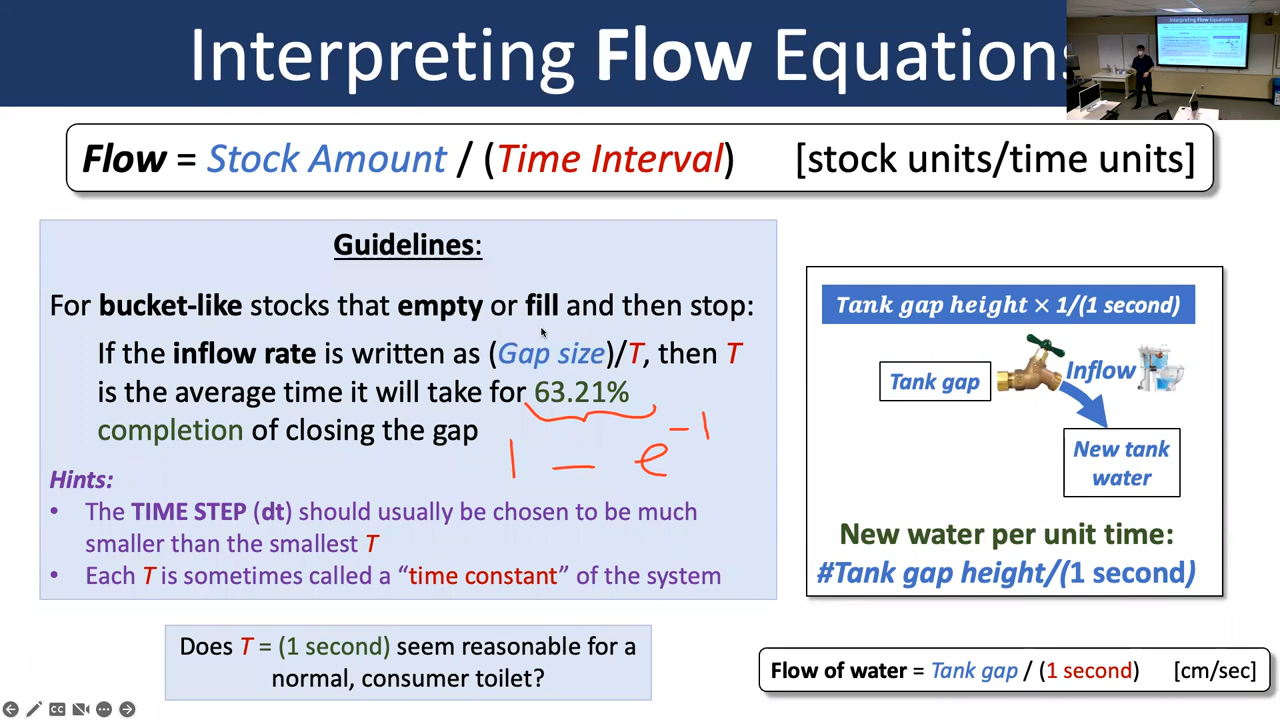 Interpreting Flow Equations
Interpreting Flow Equations
Flow = Stock Amount / (Time Interval) [stock units/time units]
Guidelines:
For bucket-like stocks that empty or fill and then stop:
If the inflow rate is written as (Gap size)/T, then T
is the average time it will take for 63.21%
completion of closing the gap
1 − e⁻¹
Hints:
• The TIME STEP (dt) should usually be chosen to be much
smaller than the smallest T
• Each T is sometimes called a “time constant” of the system
Does T = (1 second) seem reasonable for a
normal, consumer toilet?
Tank gap height × 1/(1 second)
Tank gap
Inflow
New tank
water
New water per unit time:
#Tank gap height/(1 second)
Flow of water = Tank gap / (1 second) [cm/sec]
CC